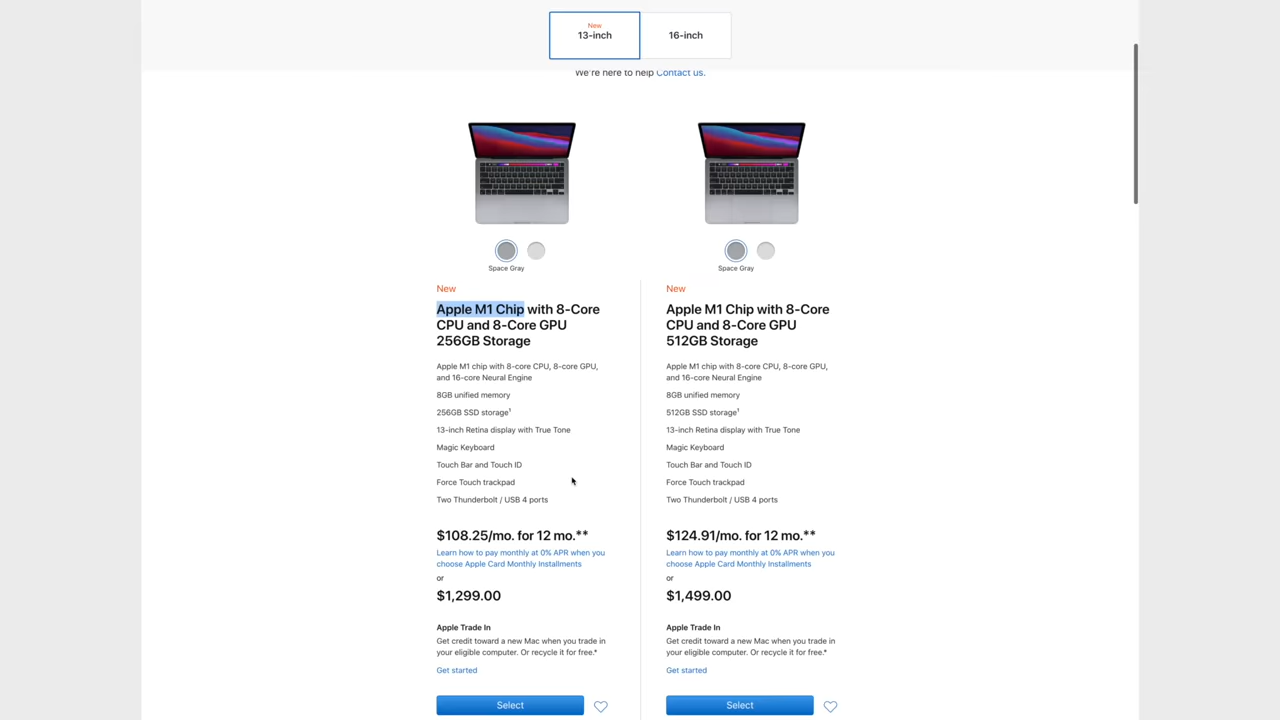 New
13-inch
16-inch
We're here to help Contact us.
Space Gray
New
Apple M1 Chip with 8-Core
CPU and 8-Core GPU
256GB Storage
Apple M1 chip with 8-core CPU, 8-core GPU,
and 16-core Neural Engine
8GB unified memory
256GB SSD storage¹
13-inch Retina display with True Tone
Magic Keyboard
Touch Bar and Touch ID
Force Touch trackpad
Two Thunderbolt / USB 4 ports
$108.25/mo. for 12 mo.**
Learn how to pay monthly at 0% APR when you
choose Apple Card Monthly Installments
or
$1,299.00
Apple Trade In
Get credit toward a new Mac when you trade in
your eligible computer. Or recycle it for free.*
Get started
Select
Space Gray
New
Apple M1 Chip with 8-Core
CPU and 8-Core GPU
512GB Storage
Apple M1 chip with 8-core CPU, 8-core GPU,
and 16-core Neural Engine
8GB unified memory
512GB SSD storage¹
13-inch Retina display with True Tone
Magic Keyboard
Touch Bar and Touch ID
Force Touch trackpad
Two Thunderbolt / USB 4 ports
$124.91/mo. for 12 mo.**
Learn how to pay monthly at 0% APR when you
choose Apple Card Monthly Installments
or
$1,499.00
Apple Trade In
Get credit toward a new Mac when you trade in
your eligible computer. Or recycle it for free.*
Get started
Select